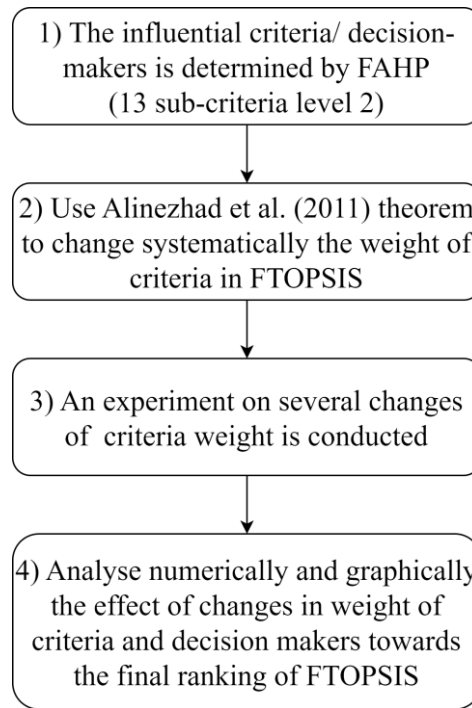 1) The influential criteria/ decision-
makers is determined by FAHP
(13 sub-criteria level 2)
2) Use Alinezhad et al. (2011) theorem
to change systematically the weight of
criteria in FTOPSIS
3) An experiment on several changes
of criteria weight is conducted
4) Analyse numerically and graphically
the effect of changes in weight of
criteria and decision makers towards
the final ranking of FTOPSIS